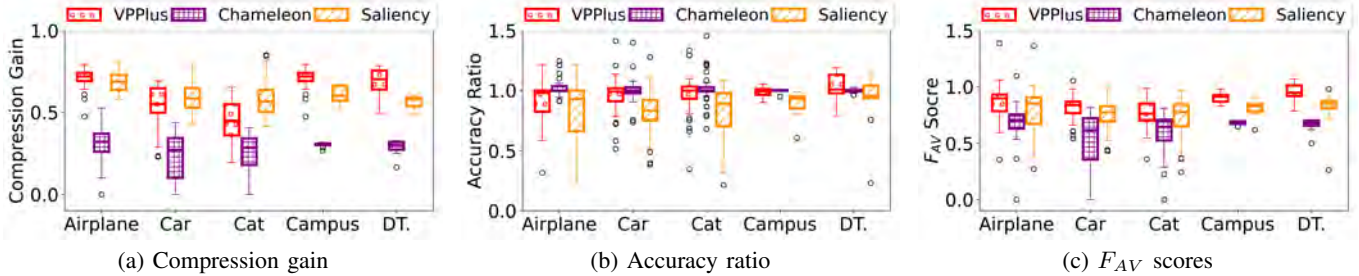 VPPlus Chameleon Saliency
1.0
0.5
0.0
Compression Gain
Airplane Car Cat Campus DT.
(a) Compression gain
VPPlus Chameleon Saliency
1.5
1.0
0.5
0.0
Accuracy Ratio
Airplane Car Cat Campus DT.
(b) Accuracy ratio
VPPlus Chameleon Saliency
1.5
1.0
0.5
0.0
F_AV Socre
Airplane Car Cat Campus DT.
(c) F_AV scores